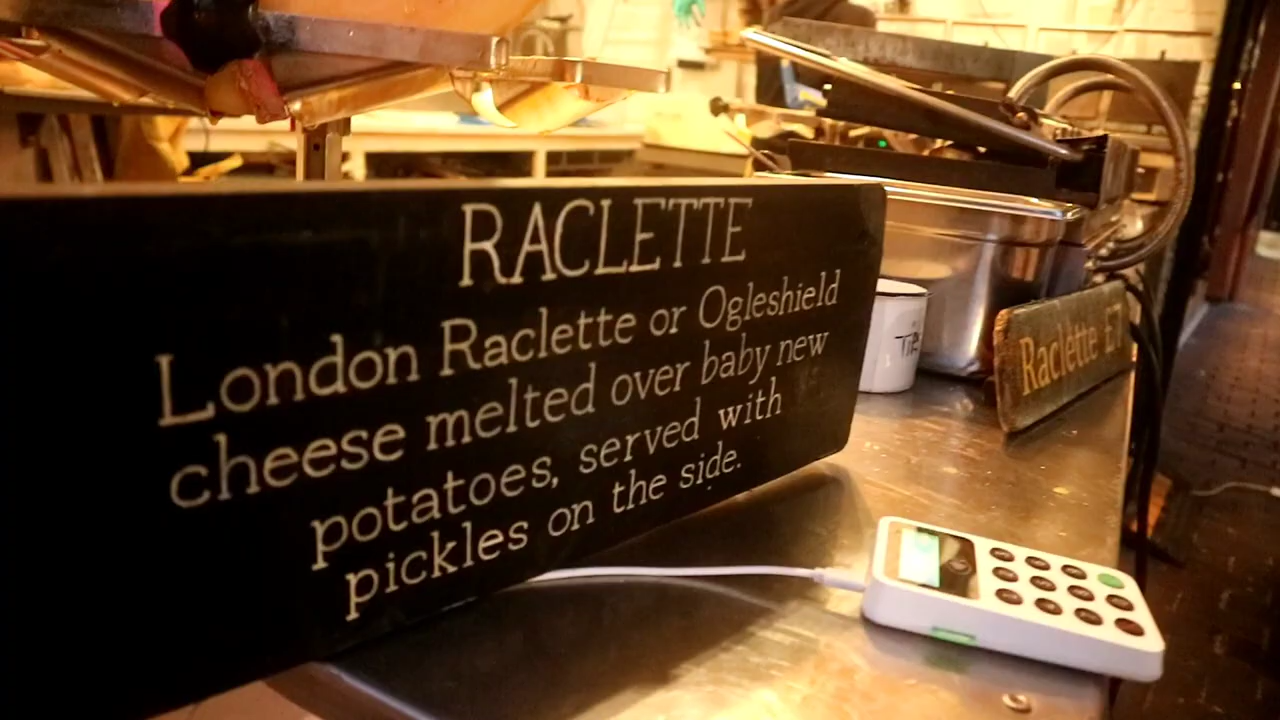 RACLETTE
London Raclette or Ogleshield
cheese melted over baby new
potatoes, served with
pickles on the side.
Raclette £7